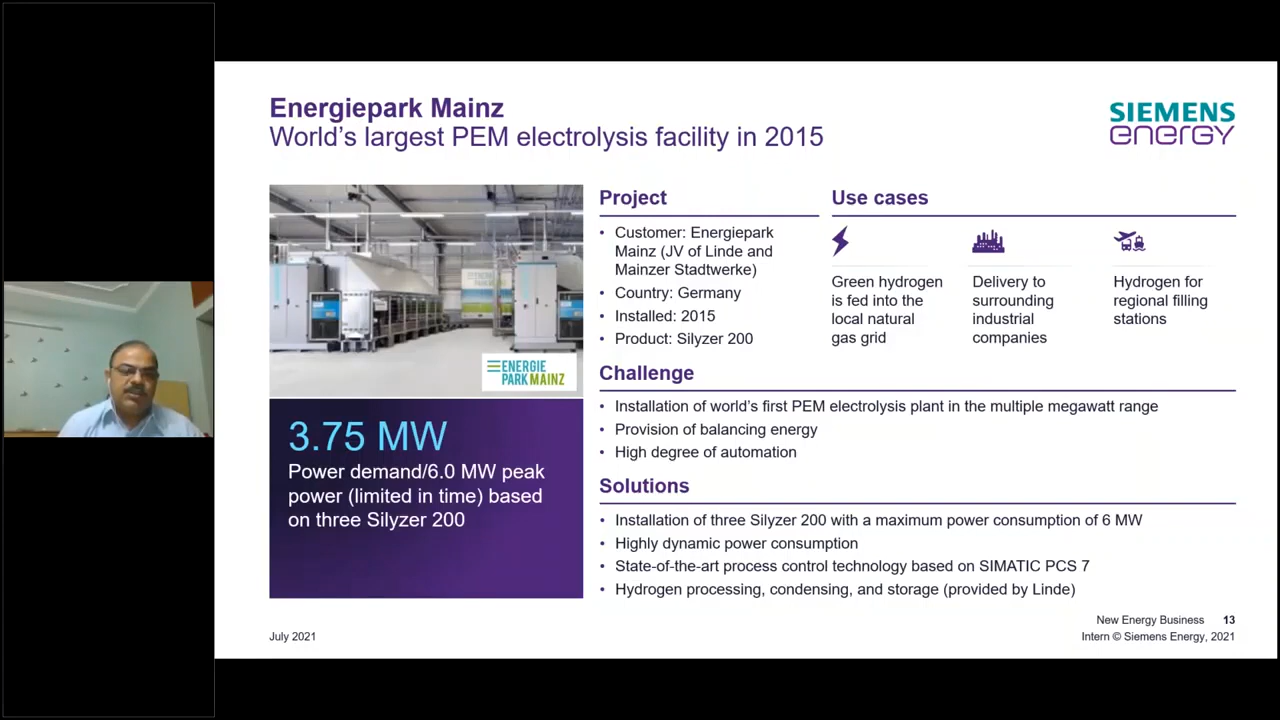 Energiepark Mainz
World's largest PEM electrolysis facility in 2015
SIEMENS
energy
ENERGIE
PARK MAINZ
3.75 MW
Power demand/6.0 MW peak
power (limited in time) based
on three Silyzer 200
Project
• Customer: Energiepark
Mainz (JV of Linde and
Mainzer Stadtwerke)
• Country: Germany
• Installed: 2015
• Product: Silyzer 200
Use cases
Green hydrogen
is fed into the
local natural
gas grid
Delivery to
surrounding
industrial
companies
Hydrogen for
regional filling
stations
Challenge
• Installation of world's first PEM electrolysis plant in the multiple megawatt range
• Provision of balancing energy
• High degree of automation
Solutions
• Installation of three Silyzer 200 with a maximum power consumption of 6 MW
• Highly dynamic power consumption
• State-of-the-art process control technology based on SIMATIC PCS 7
• Hydrogen processing, condensing, and storage (provided by Linde)
July 2021
New Energy Business 13
Intern © Siemens Energy, 2021